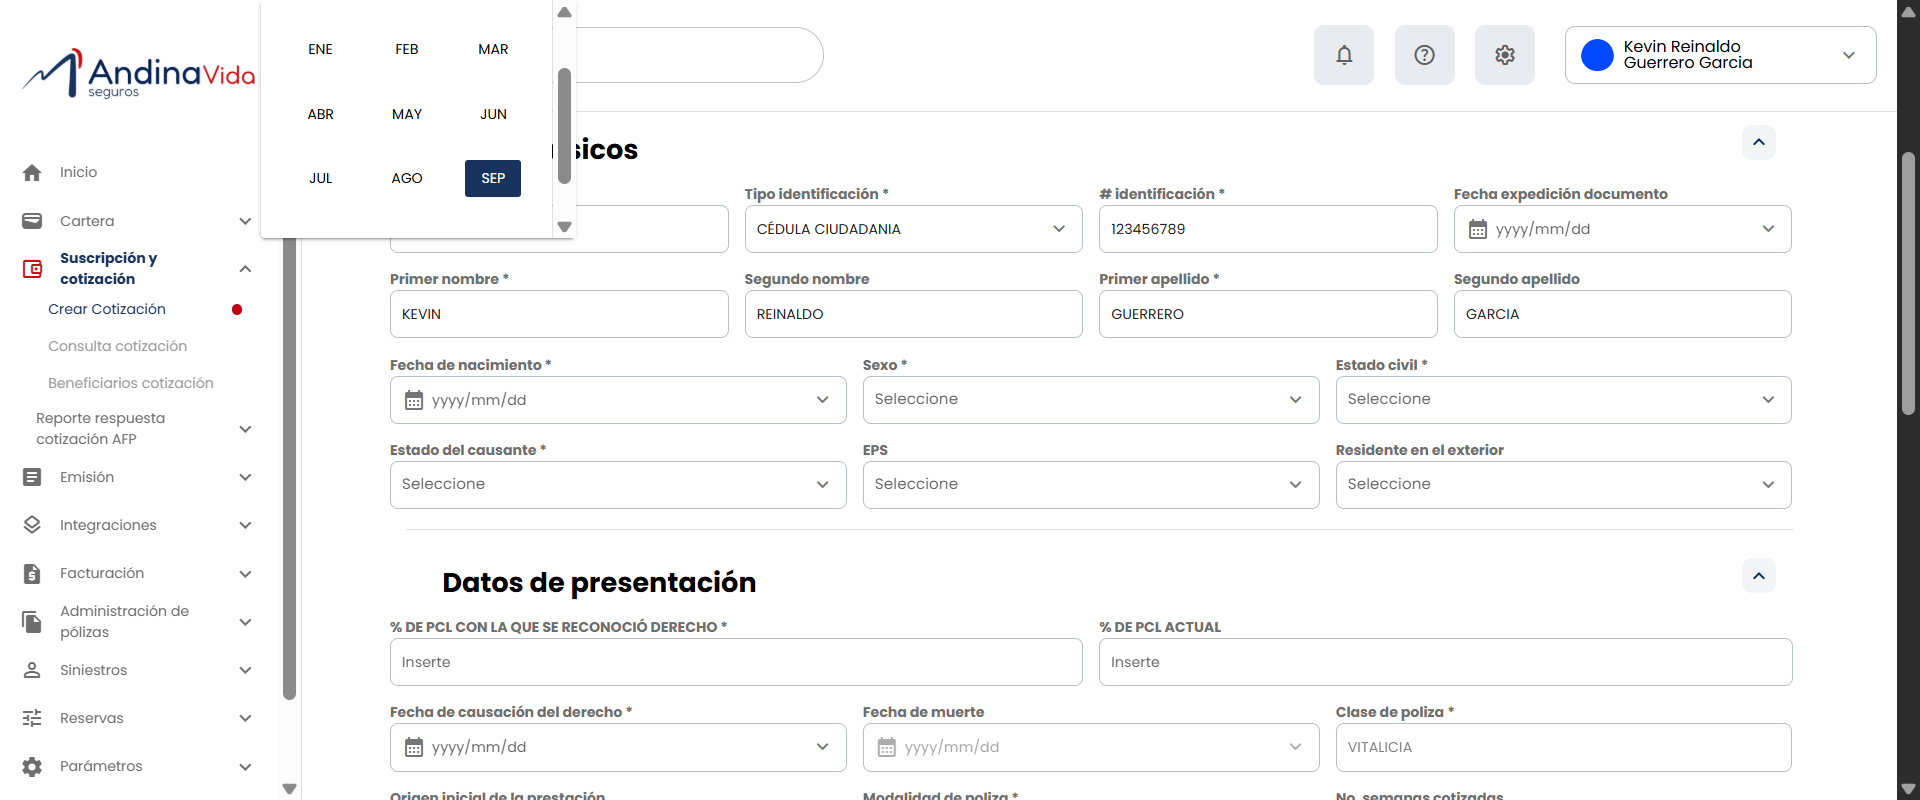 AndinaVida
seguros
ENE FEB MAR
ABR MAY JUN
JUL AGO SEP
Kevin Reinaldo
Guerrero Garcia
Inicio
Cartera
Suscripción y
cotización
Crear Cotización
Consulta cotización
Beneficiarios cotización
Reporte respuesta
cotización AFP
Emisión
Integraciones
Facturación
Administración de
pólizas
Siniestros
Reservas
Parámetros
sicos
Tipo identificación * # identificación * Fecha expedición documento
CÉDULA CIUDADANIA 123456789 yyyy/mm/dd
Primer nombre * Segundo nombre Primer apellido * Segundo apellido
KEVIN REINALDO GUERRERO GARCIA
Fecha de nacimiento * Sexo * Estado civil *
yyyy/mm/dd Seleccione Seleccione
Estado del causante * EPS Residente en el exterior
Seleccione Seleccione Seleccione
Datos de presentación
% DE PCL CON LA QUE SE RECONOCIÓ DERECHO * % DE PCL ACTUAL
Inserte Inserte
Fecha de causación del derecho * Fecha de muerte Clase de poliza *
yyyy/mm/dd yyyy/mm/dd VITALICIA
Origen inicial de la prestación Modalidad de poliza * No. semanas cotizadas